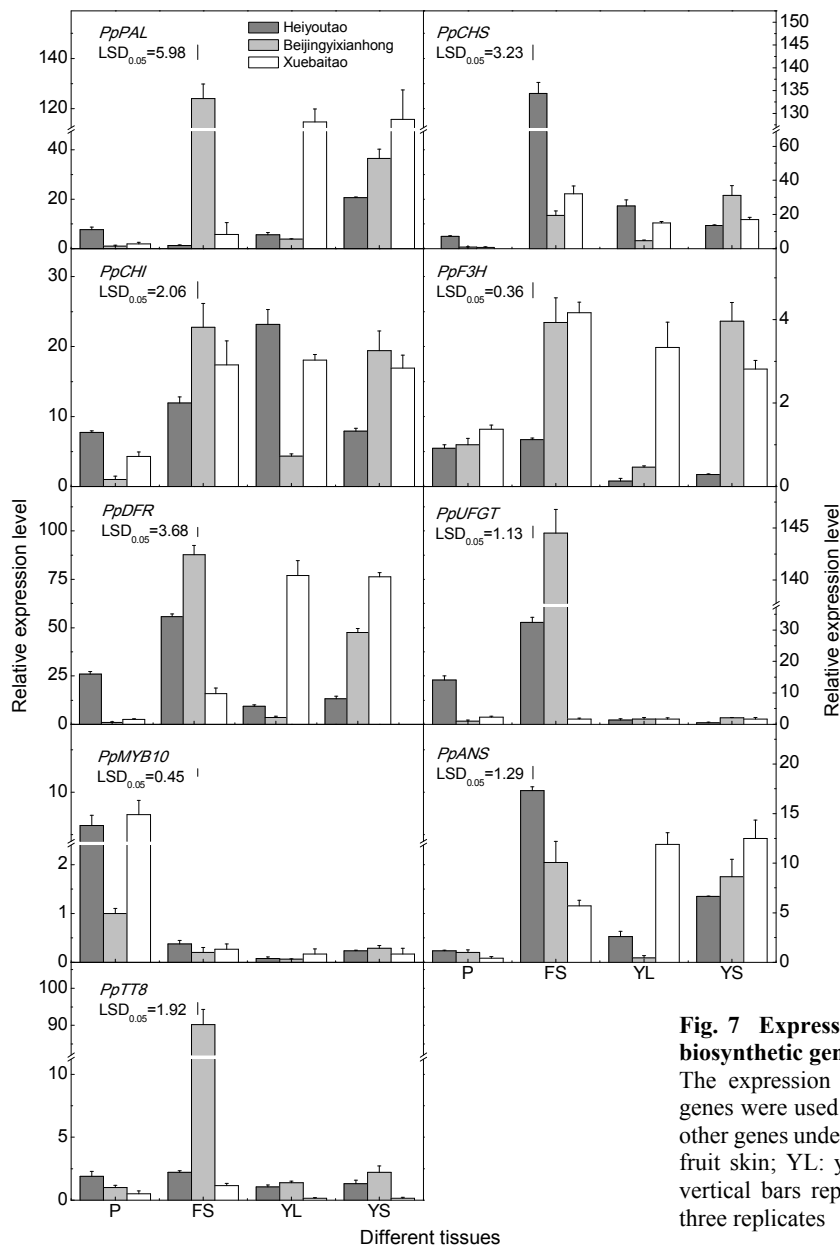 PpPAL
LSD0.05=5.98
Heiyoutao
Beijingyixianhong
Xuebaitao
140
120
40
20
0
PpCHS
LSD0.05=3.23
150
145
140
135
130
60
40
20
0
PpCHI
LSD0.05=2.06
30
20
10
0
PpF3H
LSD0.05=0.36
4
2
0
PpDFR
LSD0.05=3.68
100
75
50
25
0
PpUFGT
LSD0.05=1.13
145
140
30
20
10
0
PpMYB10
LSD0.05=0.45
10
2
1
0
PpANS
LSD0.05=1.29
20
15
10
5
0
P FS YL YS
PpTT8
LSD0.05=1.92
100
90
5.0
2.5
0
P FS YL YS
Different tissues
Relative expression level
Relative expression level
Fig. 7 Express
biosynthetic gen
The expression
genes were used
other genes unde
fruit skin; YL: y
vertical bars rep
three replicates